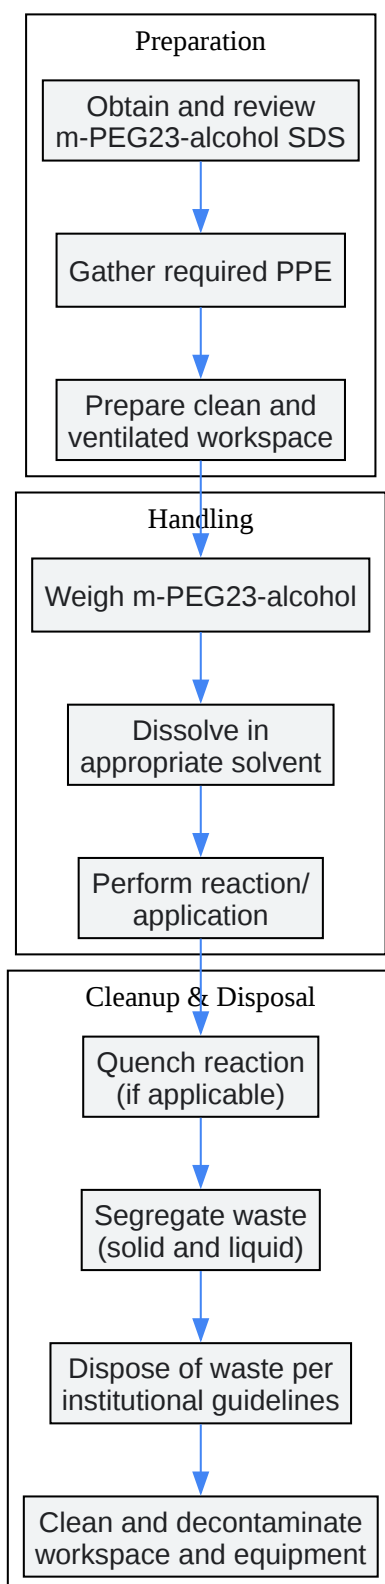 Preparation
Obtain and review
m-PEG23-alcohol SDS
Gather required PPE
Prepare clean and
ventilated workspace
Handling
Weigh m-PEG23-alcohol
Dissolve in
appropriate solvent
Perform reaction/
application
Cleanup & Disposal
Quench reaction
(if applicable)
Segregate waste
(solid and liquid)
Dispose of waste per
institutional guidelines
Clean and decontaminate
workspace and equipment